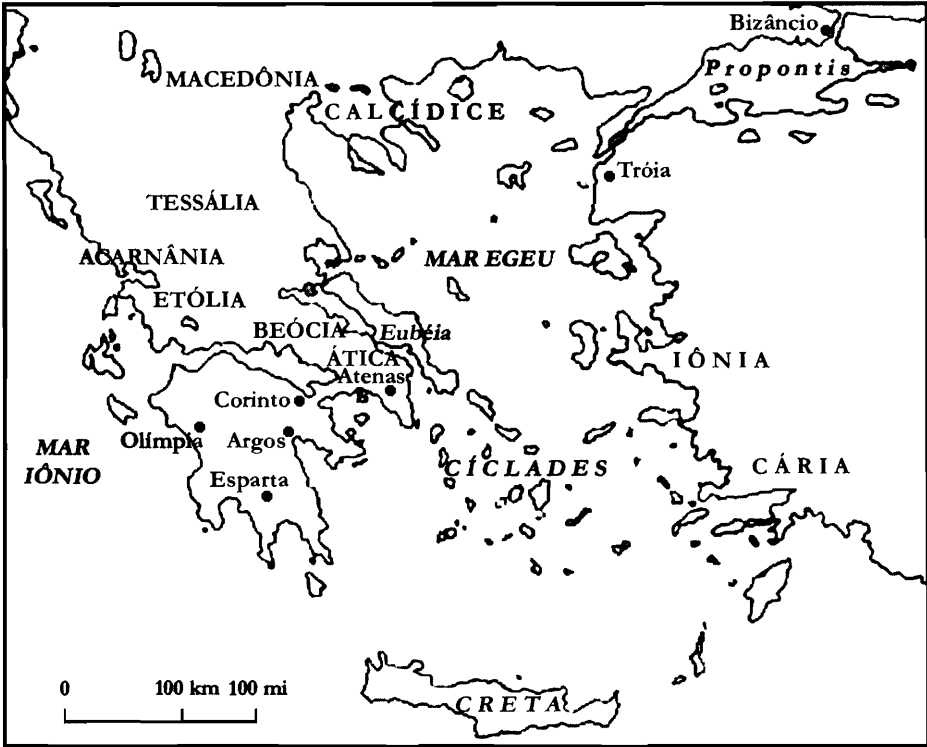 Bizâncio
Propontis
MACEDÔNIA
CALCÍDICE
Tróia
TESSÁLIA
ACARNÂNIA
MAR EGEU
ETÓLIA
BEÓCIA
Eubéia
ÁTICA
IÔNIA
Atenas
Corinto
Olímpia
Argos
MAR
IÔNIO
CÍCLADES
CÁRIA
Esparta
0 100 km 100 mi
CRETA